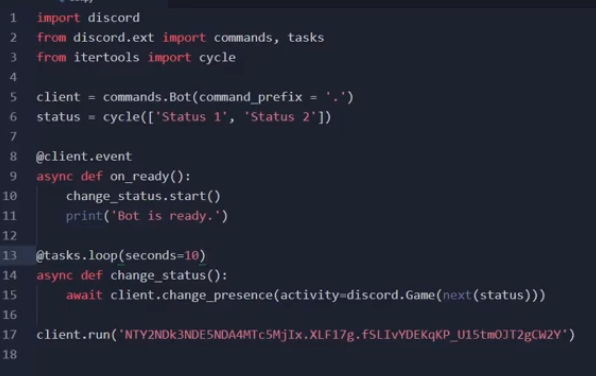 1 import discord
2 from discord.ext import commands, tasks
3 from itertools import cycle
4
5 client = commands.Bot(command_prefix = '.')
6 status = cycle(['Status 1', 'Status 2'])
7
8 @client.event
9 async def on_ready():
10     change_status.start()
11     print('Bot is ready.')
12
13 @tasks.loop(seconds=10)
14 async def change_status():
15     await client.change_presence(activity=discord.Game(next(status)))
16
17 client.run('NTY2NDk3NDE5NDA4MTc5MjIx.XLF17g.fSLIvYDEKqKP_U15tmOJT2gCW2Y')
18